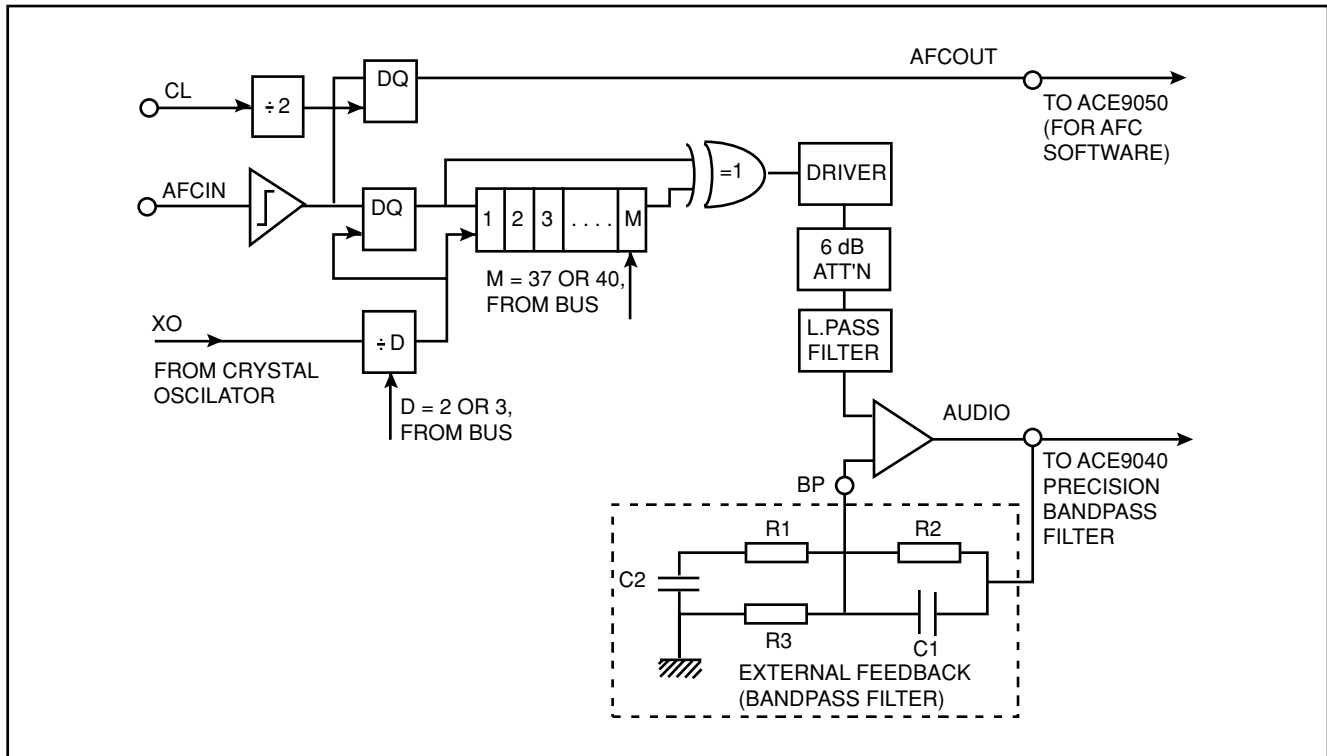 CL
÷2
DQ
AFCOUT
TO ACE9050
(FOR AFC
SOFTWARE)
AFCIN
DQ
1 2 3 .... M
=1
DRIVER
6 dB
ATT'N
L.PASS
FILTER
M = 37 OR 40,
FROM BUS
XO
FROM CRYSTAL
OSCILATOR
÷D
D = 2 OR 3,
FROM BUS
AUDIO
TO ACE9040
PRECISION
BANDPASS
FILTER
BP
R1
R2
C2
R3
C1
EXTERNAL FEEDBACK
(BANDPASS FILTER)